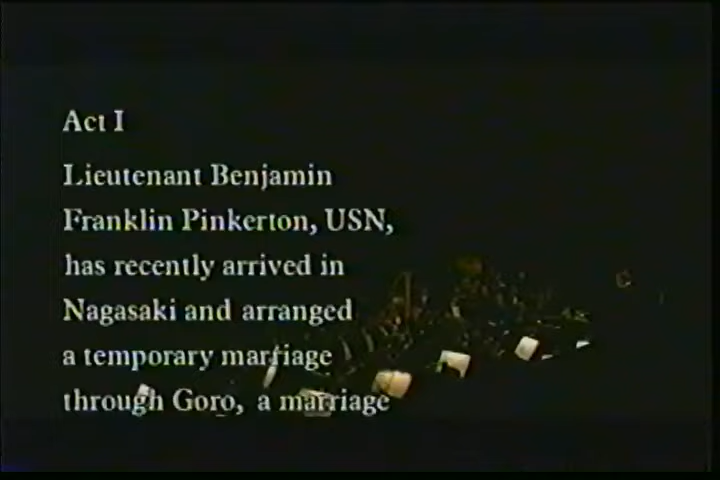 Act I
Lieutenant Benjamin
Franklin Pinkerton, USN,
has recently arrived in
Nagasaki and arranged
a temporary marriage
through Goro, a marriage